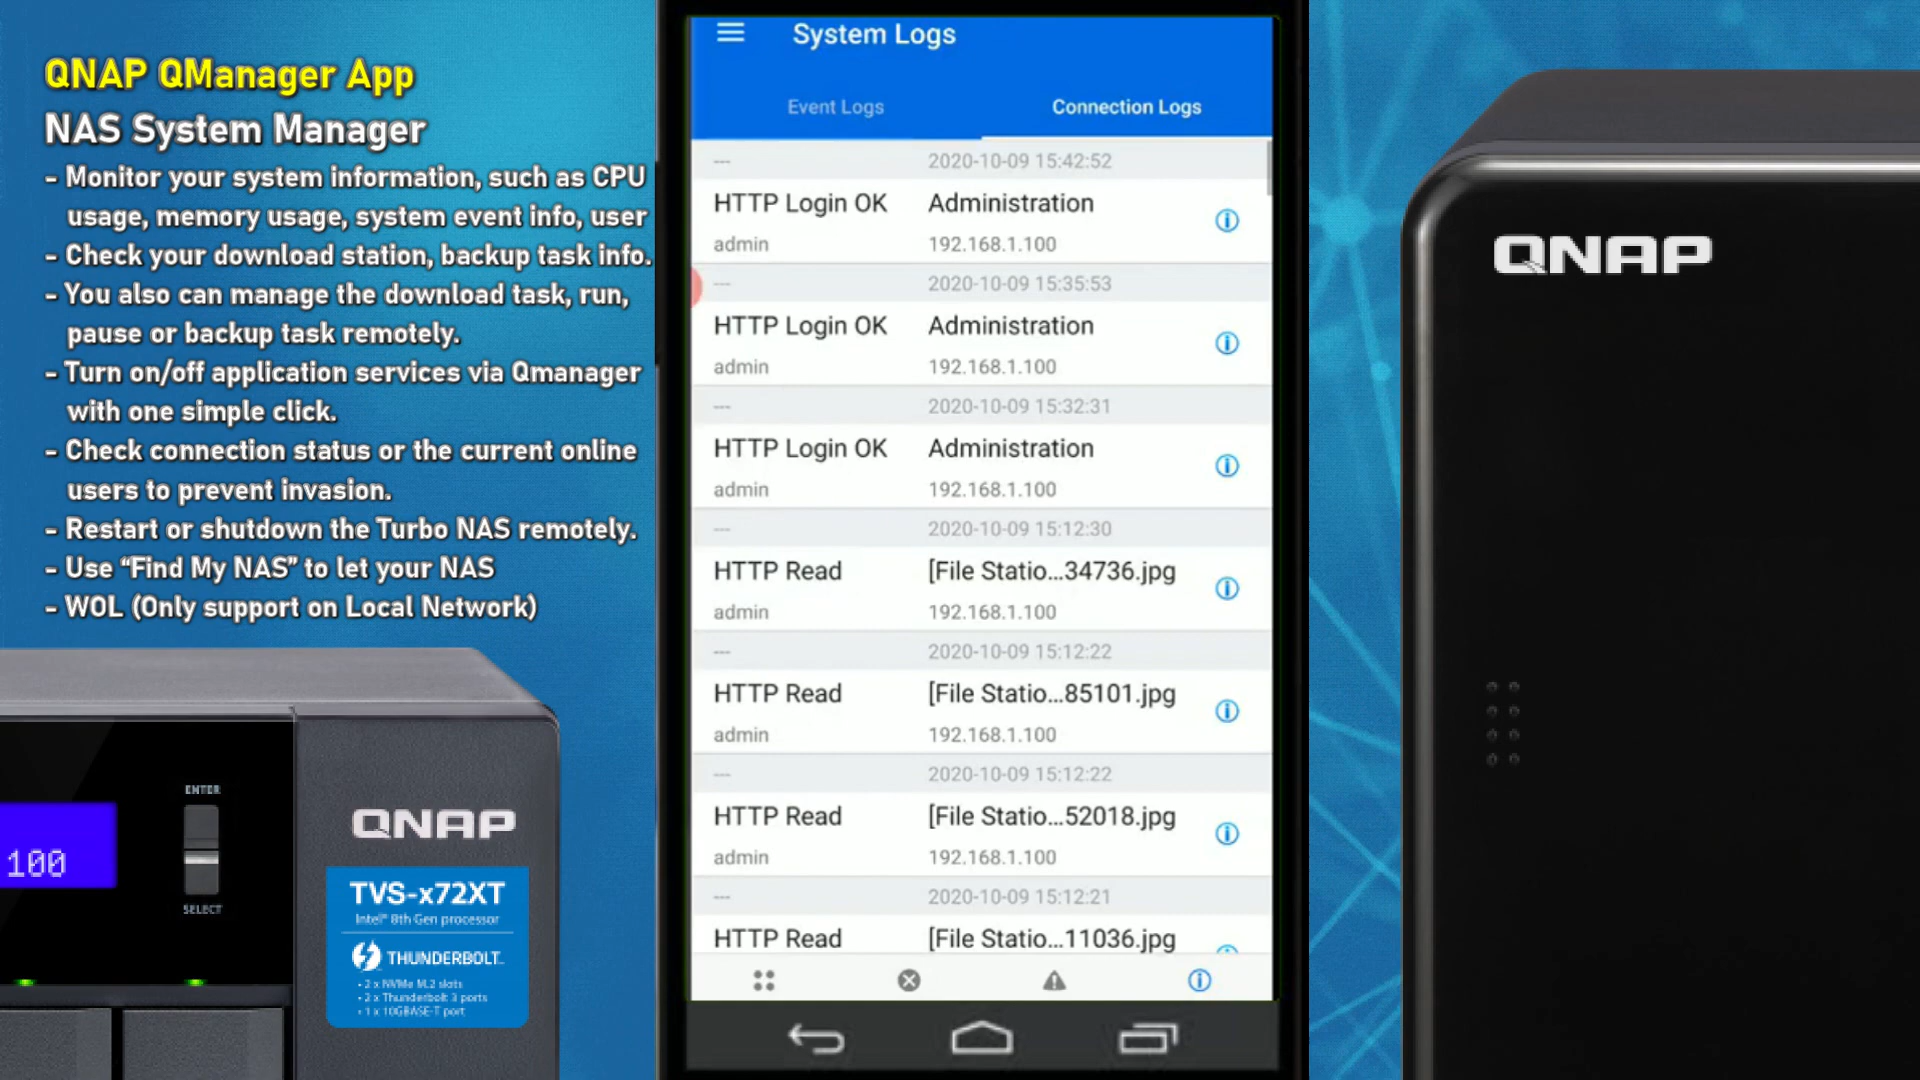 QNAP QManager App
NAS System Manager
- Monitor your system information, such as CPU
usage, memory usage, system event info, user
- Check your download station, backup task info.
- You also can manage the download task, run,
pause or backup task remotely.
- Turn on/off application services via Qmanager
with one simple click.
- Check connection status or the current online
users to prevent invasion.
- Restart or shutdown the Turbo NAS remotely.
- Use “Find My NAS” to let your NAS
- WOL (Only support on Local Network)
ENTER
SELECT
100
QNAP
TVS-x72XT
Intel® 8th Gen processor
THUNDERBOLT
• 2 x NVMe M.2 slots
• 2 x Thunderbolt 3 ports
• 1 x 10GBASE-T port
System Logs
Event Logs
Connection Logs
--- 2020-10-09 15:42:52
HTTP Login OK Administration
admin 192.168.1.100
--- 2020-10-09 15:35:53
HTTP Login OK Administration
admin 192.168.1.100
--- 2020-10-09 15:32:31
HTTP Login OK Administration
admin 192.168.1.100
--- 2020-10-09 15:12:30
HTTP Read [File Statio...34736.jpg
admin 192.168.1.100
--- 2020-10-09 15:12:22
HTTP Read [File Statio...85101.jpg
admin 192.168.1.100
--- 2020-10-09 15:12:22
HTTP Read [File Statio...52018.jpg
admin 192.168.1.100
--- 2020-10-09 15:12:21
HTTP Read [File Statio...11036.jpg
QNAP